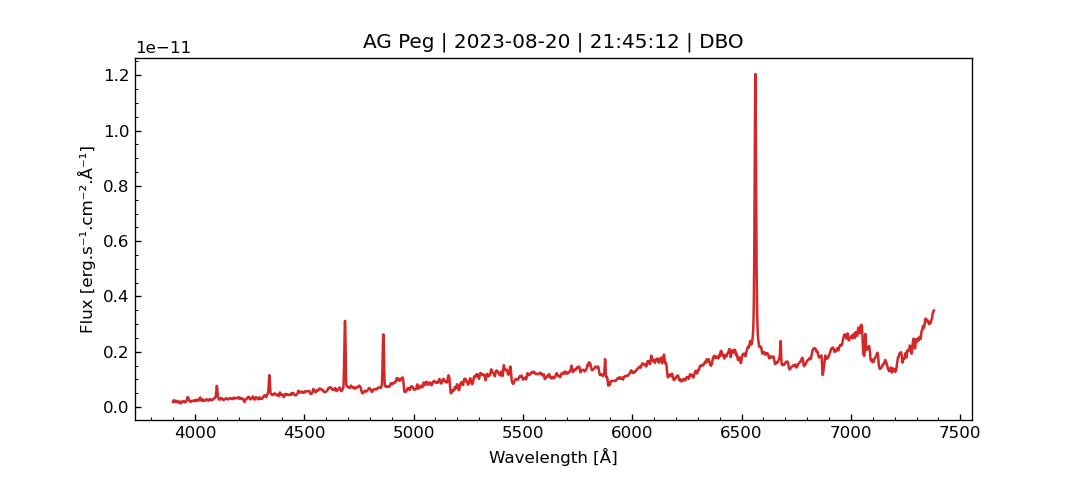 AG Peg | 2023-08-20 | 21:45:12 | DBO
1e−11
1.2
1.0
0.8
0.6
0.4
0.2
0.0
Flux [erg.s⁻¹.cm⁻².Å⁻¹]
4000 4500 5000 5500 6000 6500 7000 7500
Wavelength [Å]